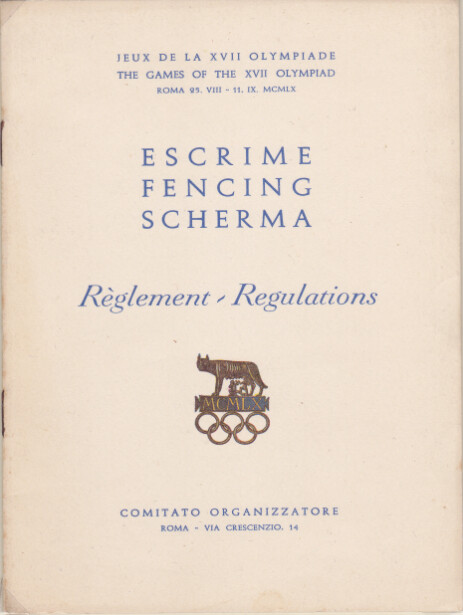 JEUX DE LA XVII OLYMPIADE
THE GAMES OF THE XVII OLYMPIAD
ROMA 25. VIII - 11. IX. MCMLX
ESCRIME
FENCING
SCHERMA
Règlement - Regulations
MCMLX
COMITATO ORGANIZZATORE
ROMA - VIA CRESCENZIO, 14